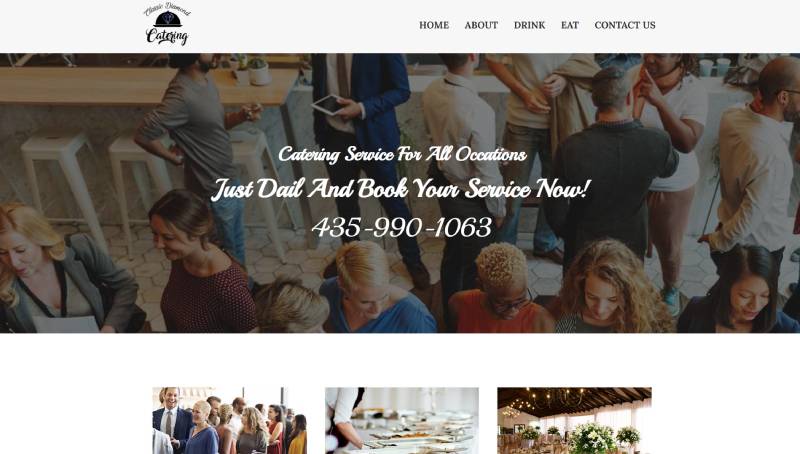 Classic Diamond
Catering
HOME
ABOUT
DRINK
EAT
CONTACT US
Catering Service For All Occations
Just Dail And Book Your Service Now!
435-990-1063